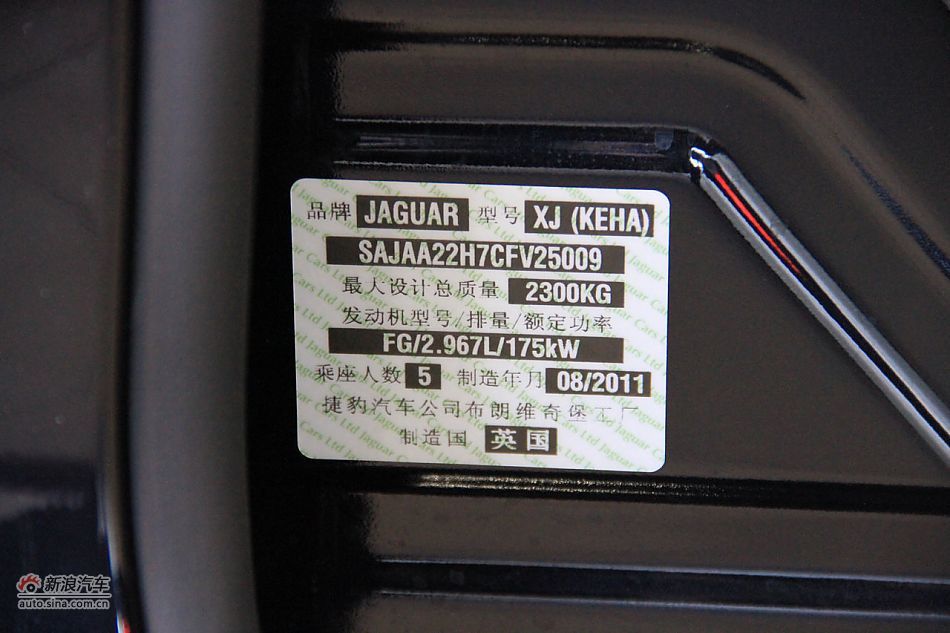 品牌 JAGUAR 型号 XJ (KEHA)
SAJAA22H7CFV25009
最大设计总质量 2300KG
发动机型号/排量/额定功率
FG/2.967L/175kW
乘座人数 5 制造年月 08/2011
捷豹汽车公司布朗维奇堡工厂
制造国 英国
新浪汽车
auto.sina.com.cn